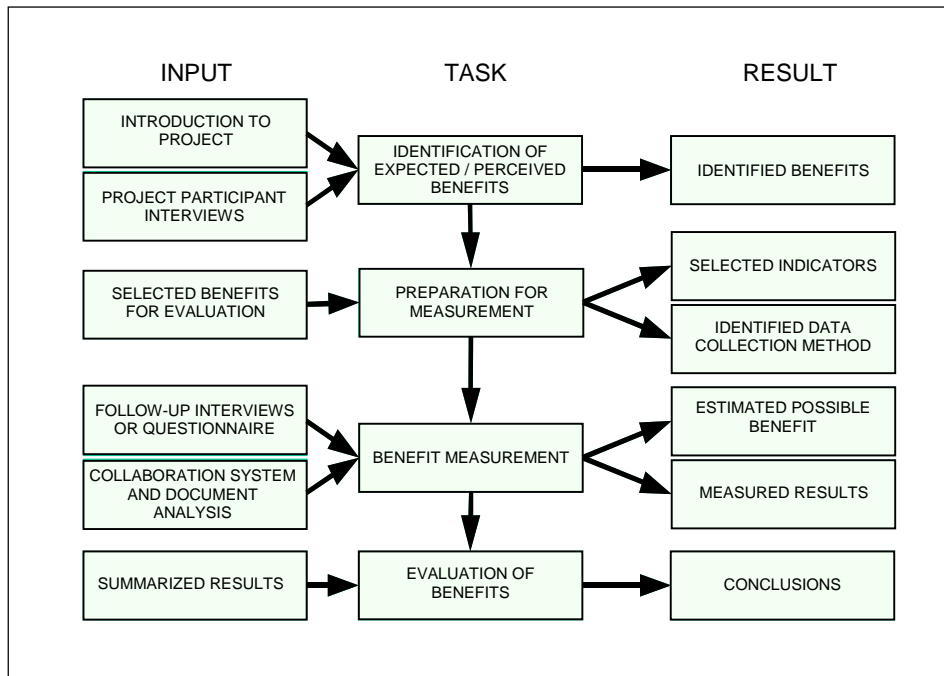 INPUT
TASK
RESULT
INTRODUCTION TO
PROJECT
PROJECT PARTICIPANT
INTERVIEWS
IDENTIFICATION OF
EXPECTED / PERCEIVED
BENEFITS
IDENTIFIED BENEFITS
SELECTED BENEFITS
FOR EVALUATION
PREPARATION FOR
MEASUREMENT
SELECTED INDICATORS
IDENTIFIED DATA
COLLECTION METHOD
FOLLOW-UP INTERVIEWS
OR QUESTIONNAIRE
COLLABORATION SYSTEM
AND DOCUMENT
ANALYSIS
BENEFIT MEASUREMENT
ESTIMATED POSSIBLE
BENEFIT
MEASURED RESULTS
SUMMARIZED RESULTS
EVALUATION OF
BENEFITS
CONCLUSIONS